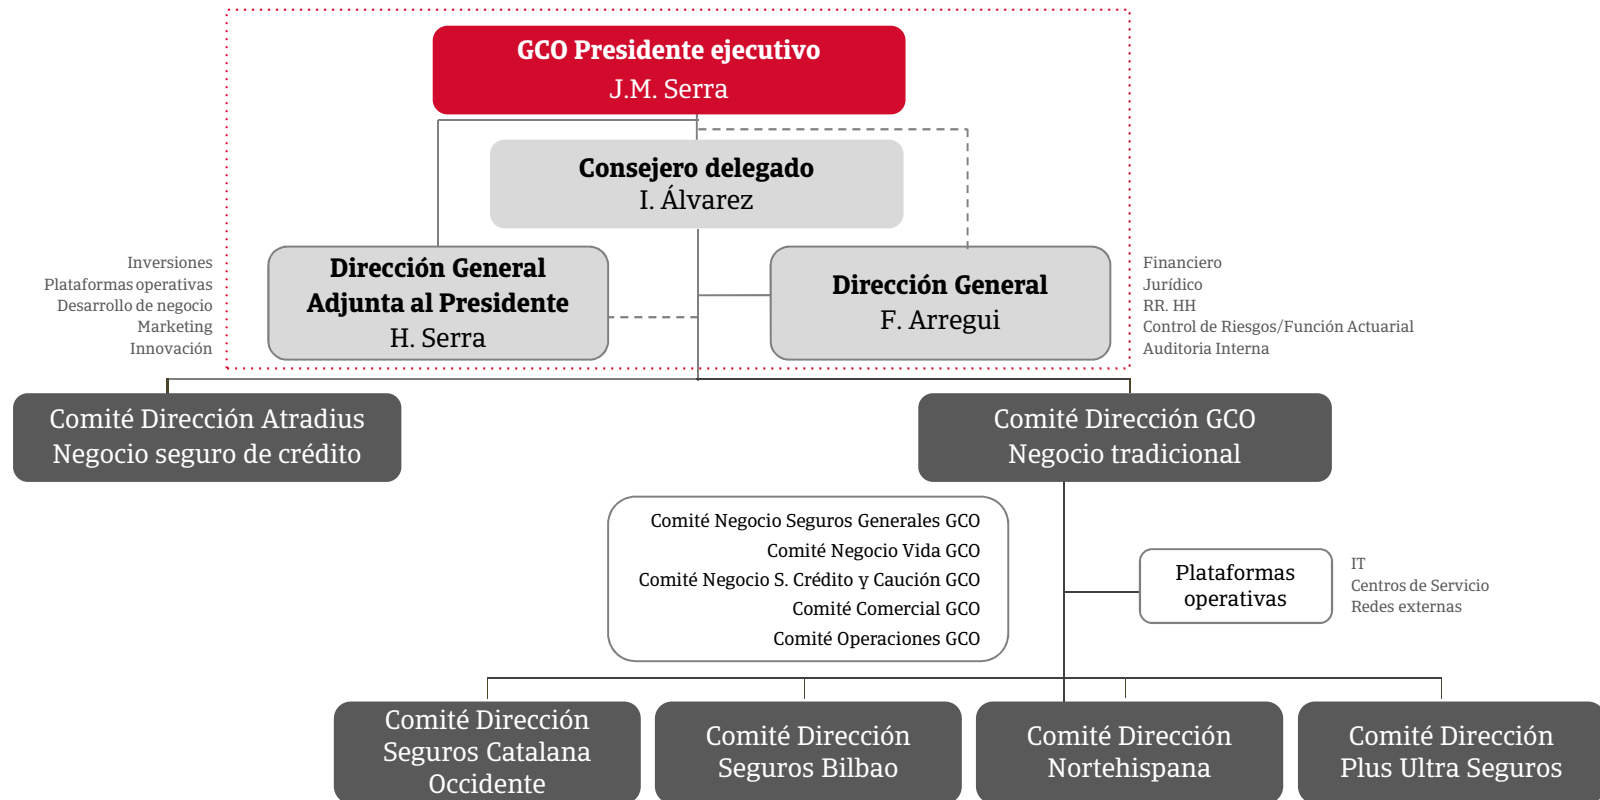 GCO Presidente ejecutivo
J.M. Serra
Consejero delegado
I. Álvarez
Inversiones
Plataformas operativas
Desarrollo de negocio
Marketing
Innovación
Dirección General
Adjunta al Presidente
H. Serra
Dirección General
F. Arregui
Financiero
Jurídico
RR. HH
Control de Riesgos/Función Actuarial
Auditoria Interna
Comité Dirección Atradius
Negocio seguro de crédito
Comité Dirección GCO
Negocio tradicional
Comité Negocio Seguros Generales GCO
Comité Negocio Vida GCO
Comité Negocio S. Crédito y Caución GCO
Comité Comercial GCO
Comité Operaciones GCO
Plataformas
operativas
IT
Centros de Servicio
Redes externas
Comité Dirección
Seguros Catalana
Occidente
Comité Dirección
Seguros Bilbao
Comité Dirección
Nortehispana
Comité Dirección
Plus Ultra Seguros